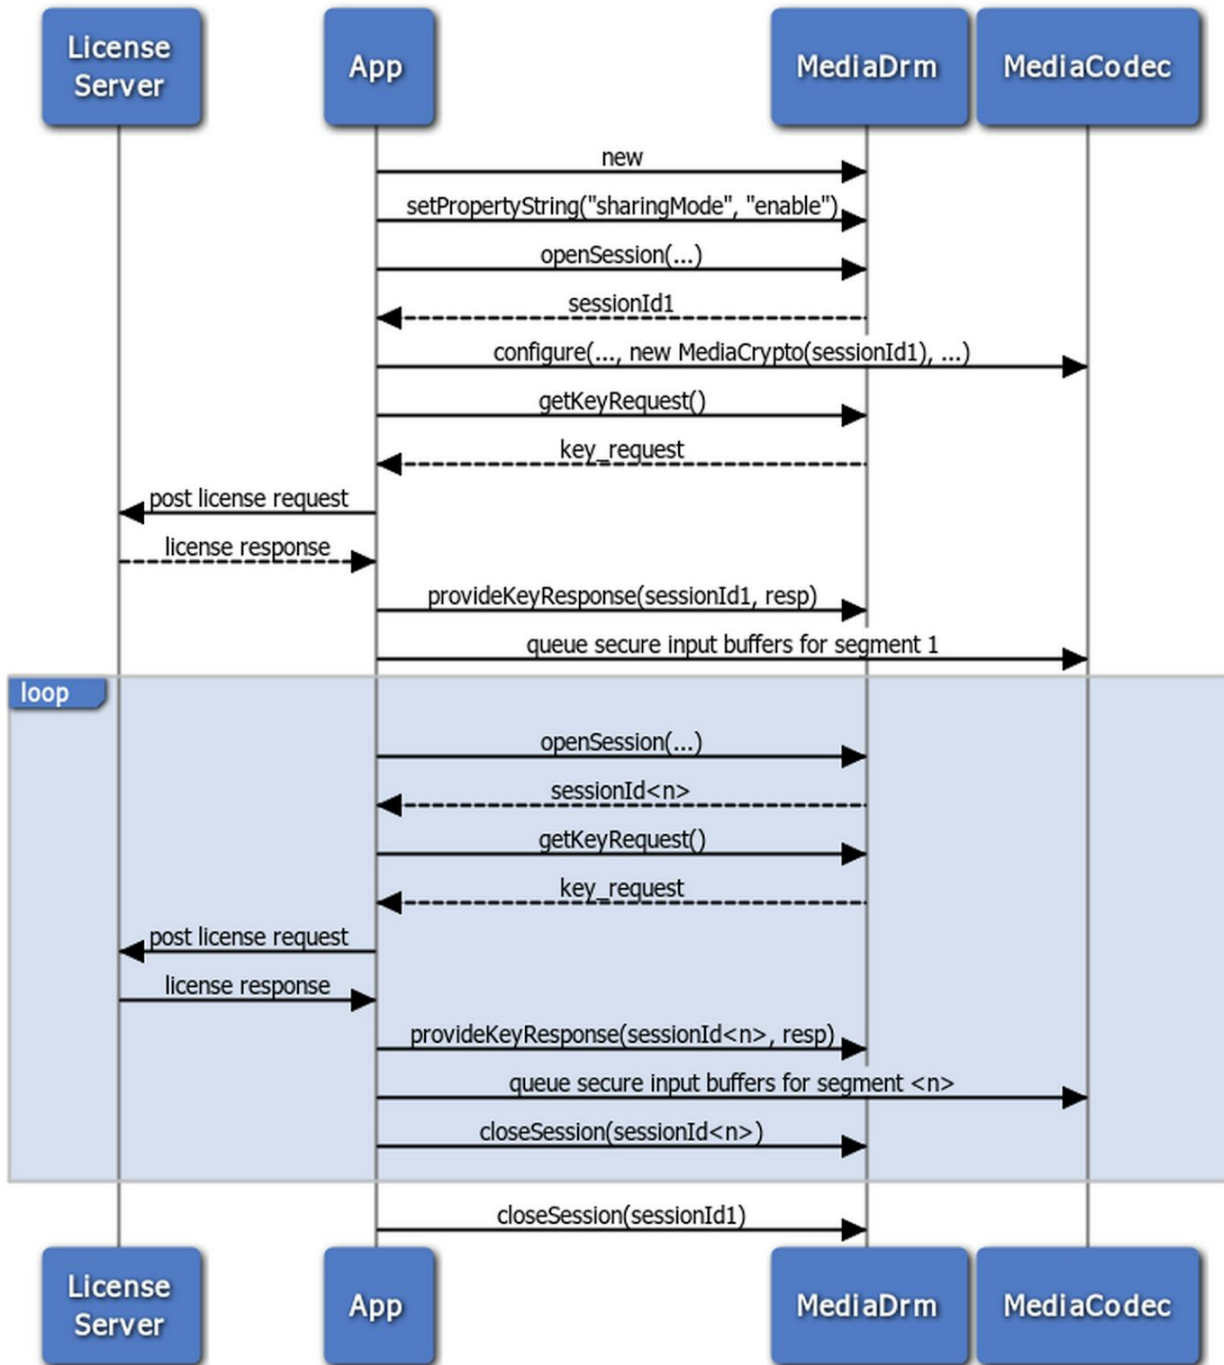 License
Server
App
MediaDrm
MediaCodec
new
setPropertyString("sharingMode", "enable")
openSession(...)
sessionId1
configure(..., new MediaCrypto(sessionId1), ...)
getKeyRequest()
key_request
post license request
license response
provideKeyResponse(sessionId1, resp)
queue secure input buffers for segment 1
loop
openSession(...)
sessionId<n>
getKeyRequest()
key_request
post license request
license response
provideKeyResponse(sessionId<n>, resp)
queue secure input buffers for segment <n>
closeSession(sessionId<n>)
closeSession(sessionId1)
License
Server
App
MediaDrm
MediaCodec